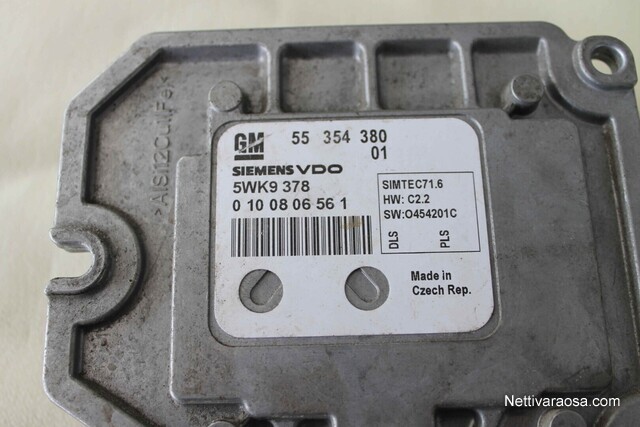 >AlSi12Cu(Fe)<
GM 55 354 380
01
SIEMENS VDO
5WK9 378
0 10 08 06 56 1
SIMTEC71.6
HW: C2.2
SW:O454201C
DLS PLS
Made in
Czech Rep.
Nettivaraosa.com